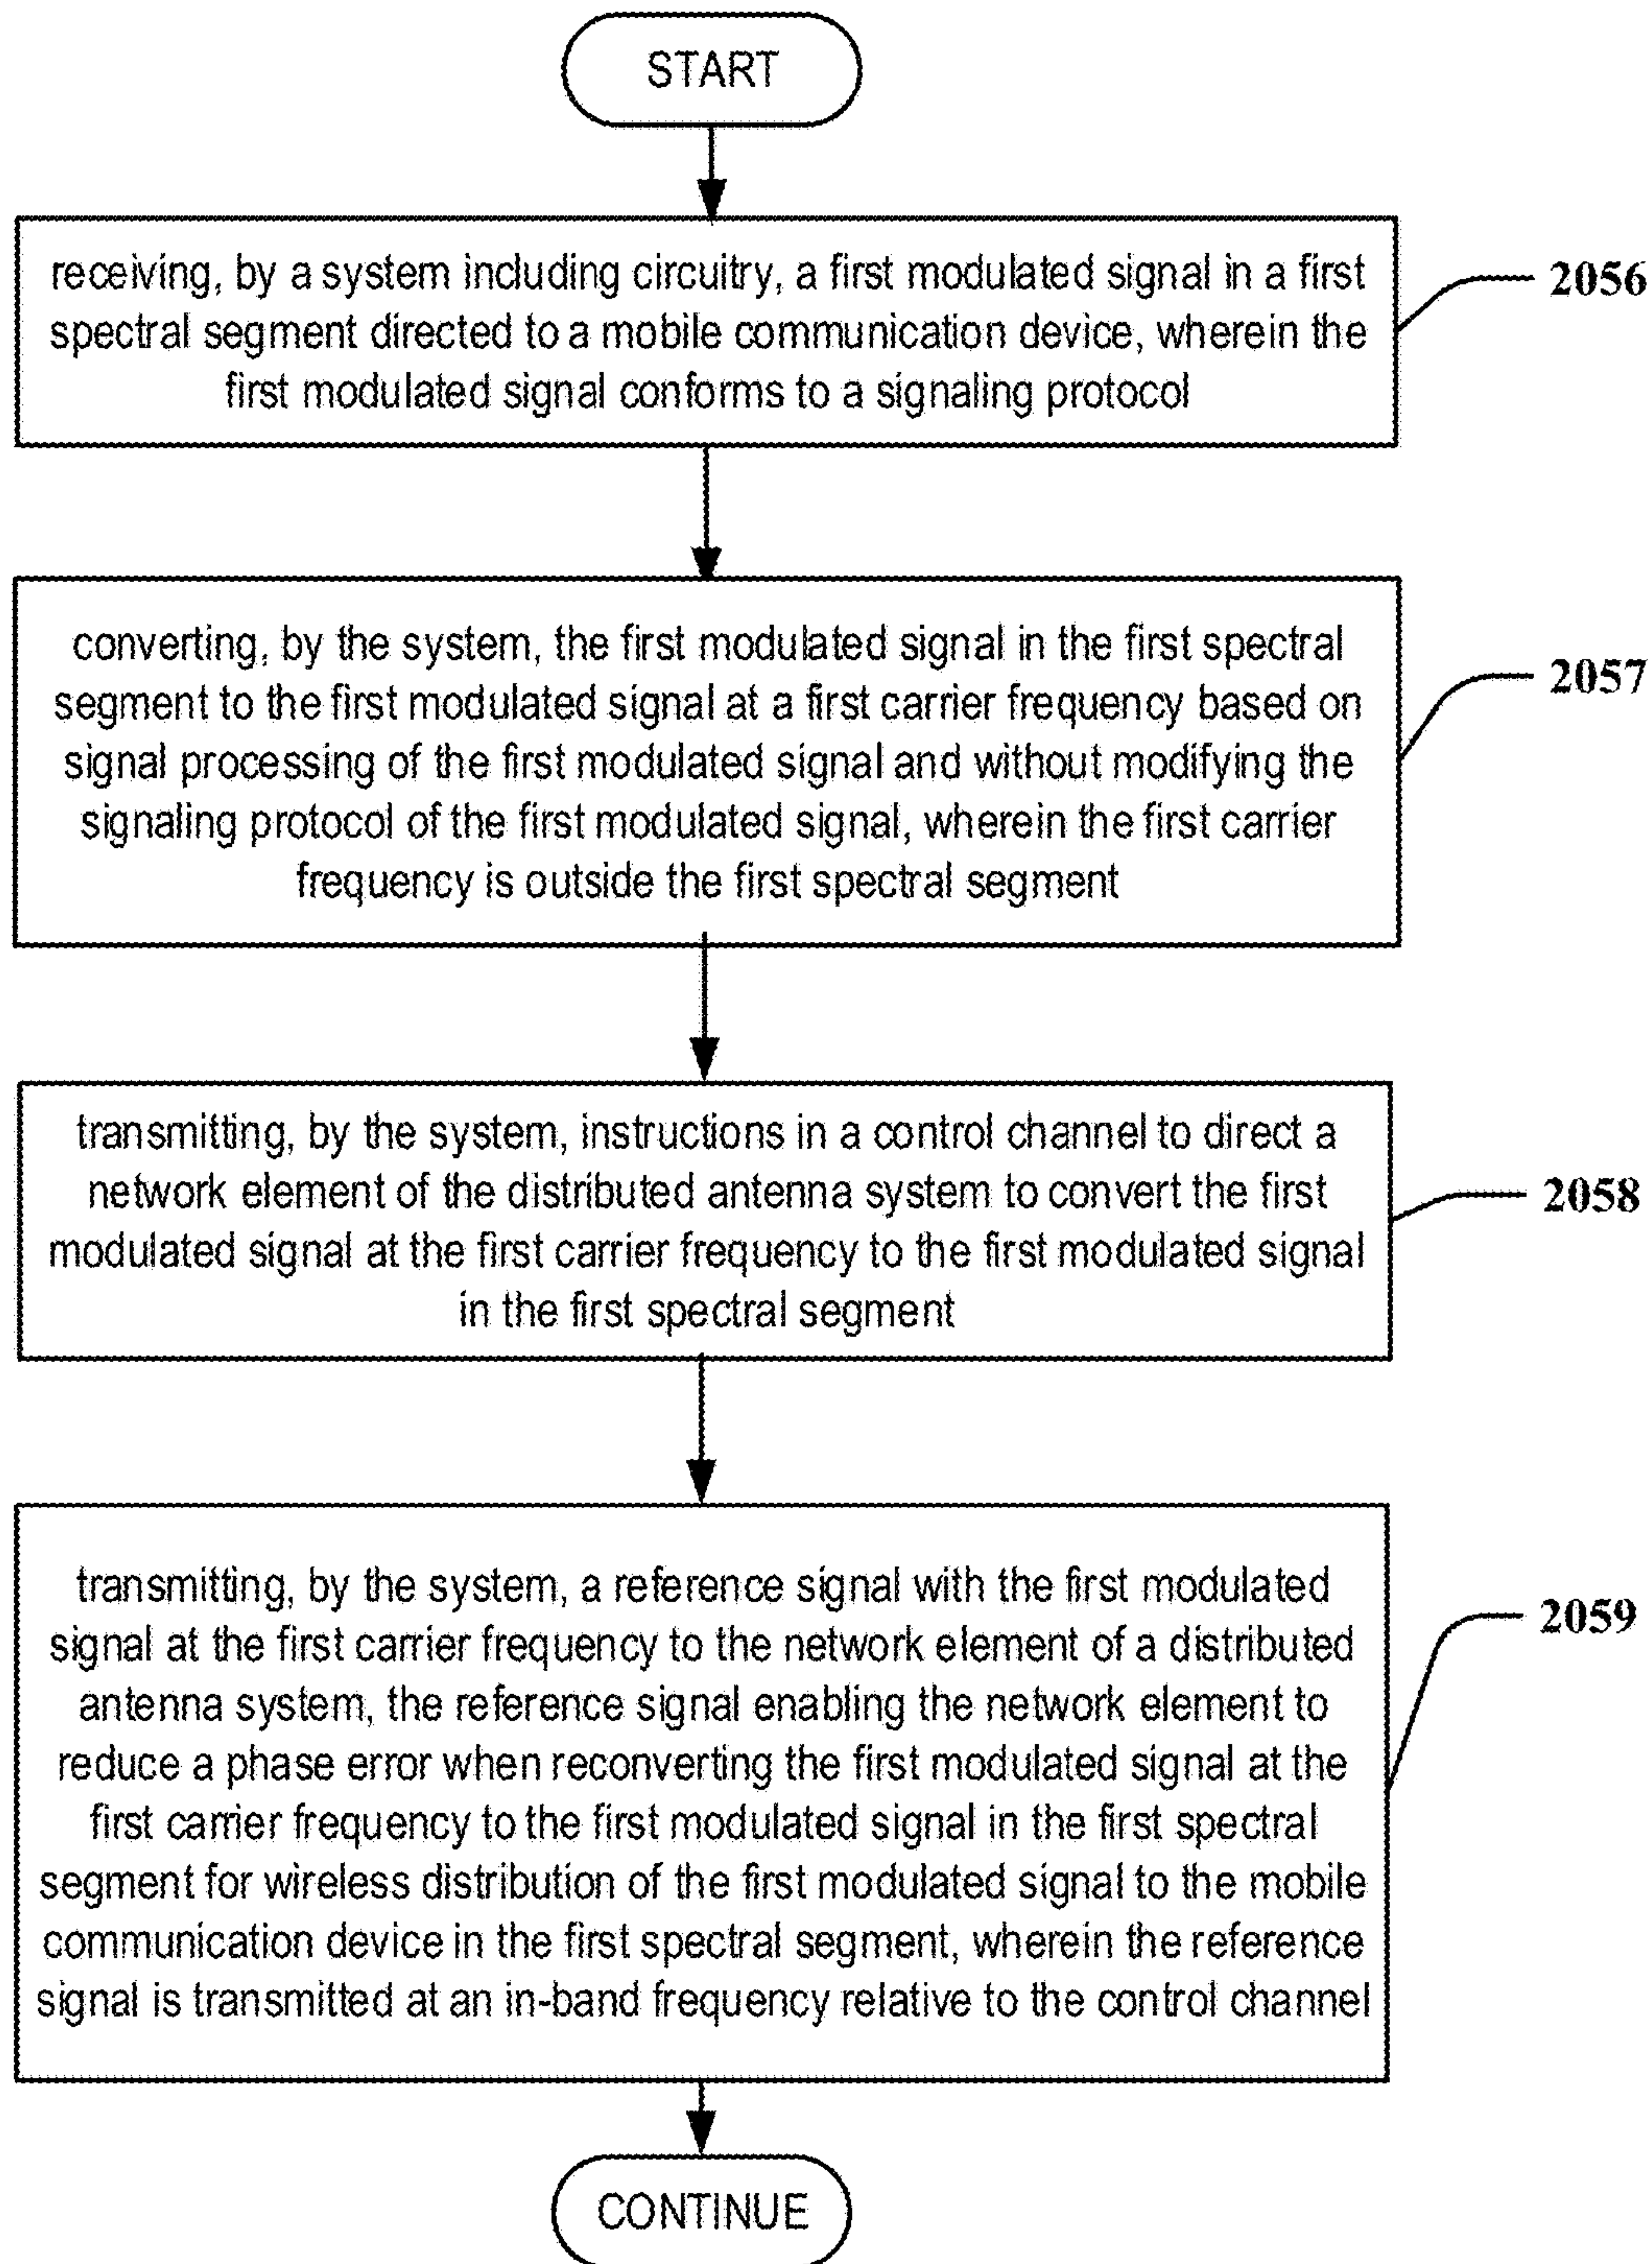 START
receiving, by a system including circuitry, a first modulated signal in a first
spectral segment directed to a mobile communication device, wherein the
first modulated signal conforms to a signaling protocol
2056
converting, by the system, the first modulated signal in the first spectral
segment to the first modulated signal at a first carrier frequency based on
signal processing of the first modulated signal and without modifying the
signaling protocol of the first modulated signal, wherein the first carrier
frequency is outside the first spectral segment
2057
transmitting, by the system, instructions in a control channel to direct a
network element of the distributed antenna system to convert the first
modulated signal at the first carrier frequency to the first modulated signal
in the first spectral segment
2058
transmitting, by the system, a reference signal with the first modulated
signal at the first carrier frequency to the network element of a distributed
antenna system, the reference signal enabling the network element to
reduce a phase error when reconverting the first modulated signal at the
first carrier frequency to the first modulated signal in the first spectral
segment for wireless distribution of the first modulated signal to the mobile
communication device in the first spectral segment, wherein the reference
signal is transmitted at an in-band frequency relative to the control channel
2059
CONTINUE